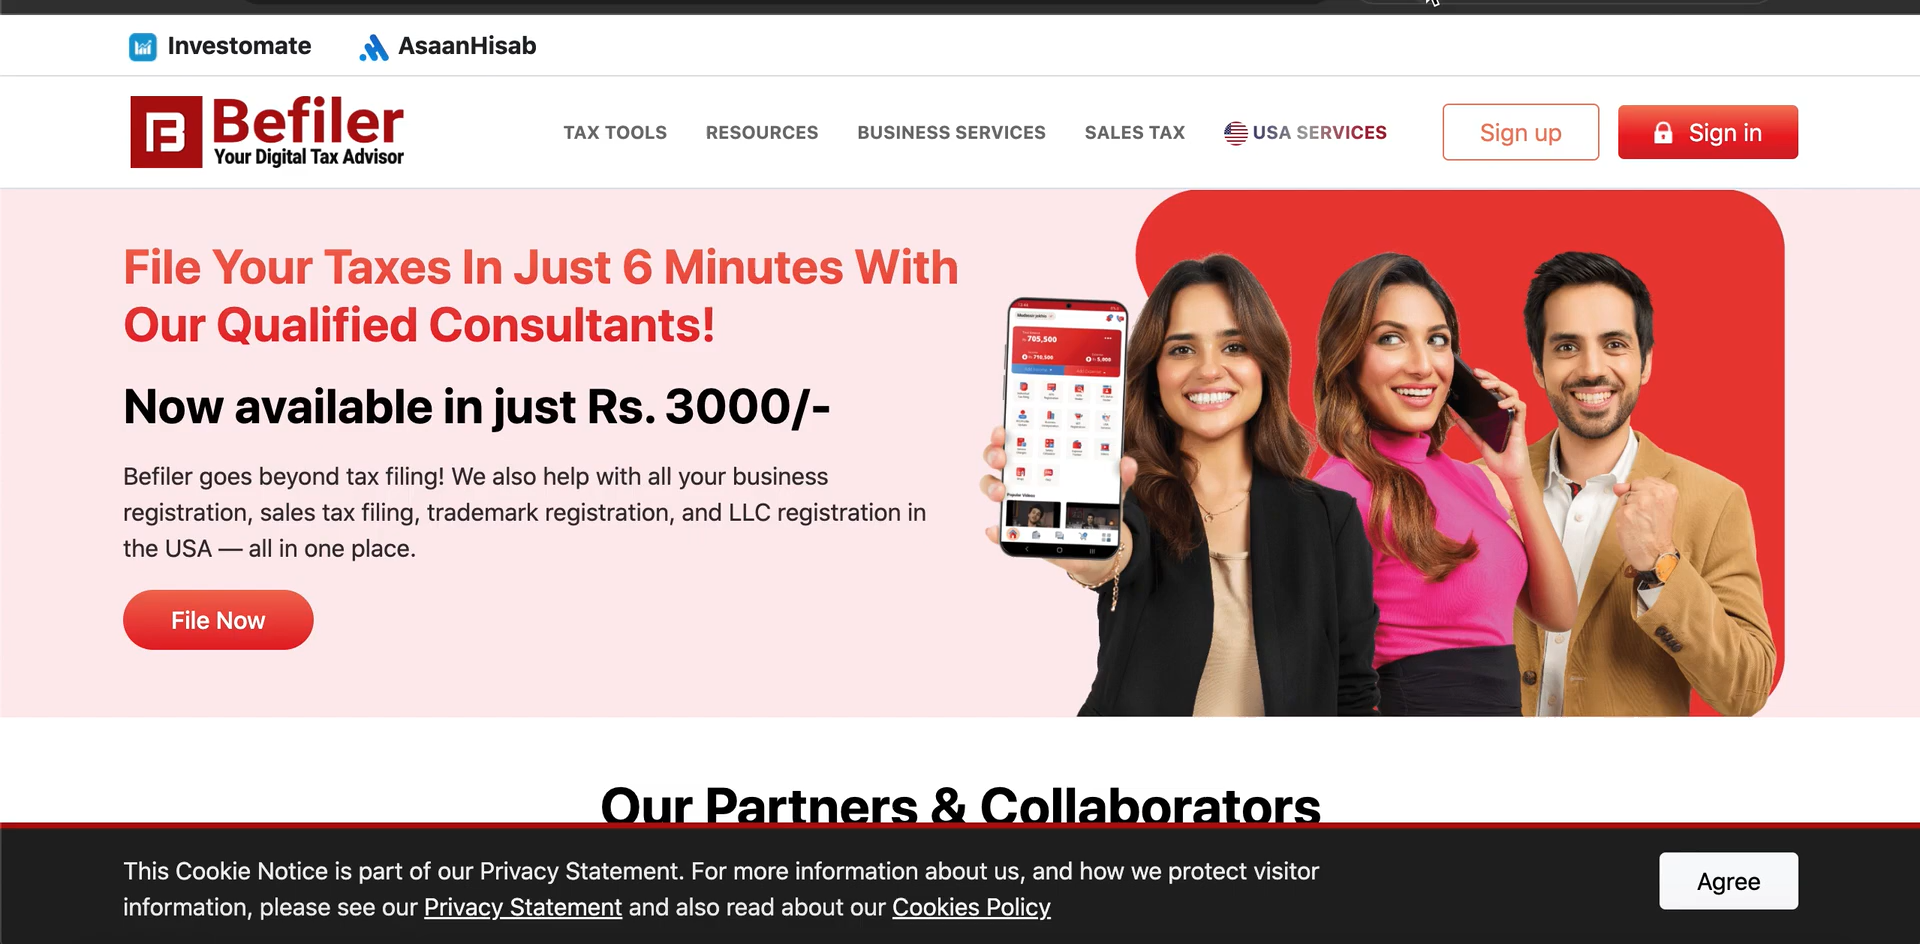 Investomate
AsaanHisab
Befiler
Your Digital Tax Advisor
TAX TOOLS
RESOURCES
BUSINESS SERVICES
SALES TAX
USA SERVICES
Sign up
Sign in
File Your Taxes In Just 6 Minutes With
Our Qualified Consultants!
Now available in just Rs. 3000/-
Befiler goes beyond tax filing! We also help with all your business
registration, sales tax filing, trademark registration, and LLC registration in
the USA — all in one place.
File Now
705,500
Popular Videos
Our Partners & Collaborators
This Cookie Notice is part of our Privacy Statement. For more information about us, and how we protect visitor
information, please see our Privacy Statement and also read about our Cookies Policy
Agree